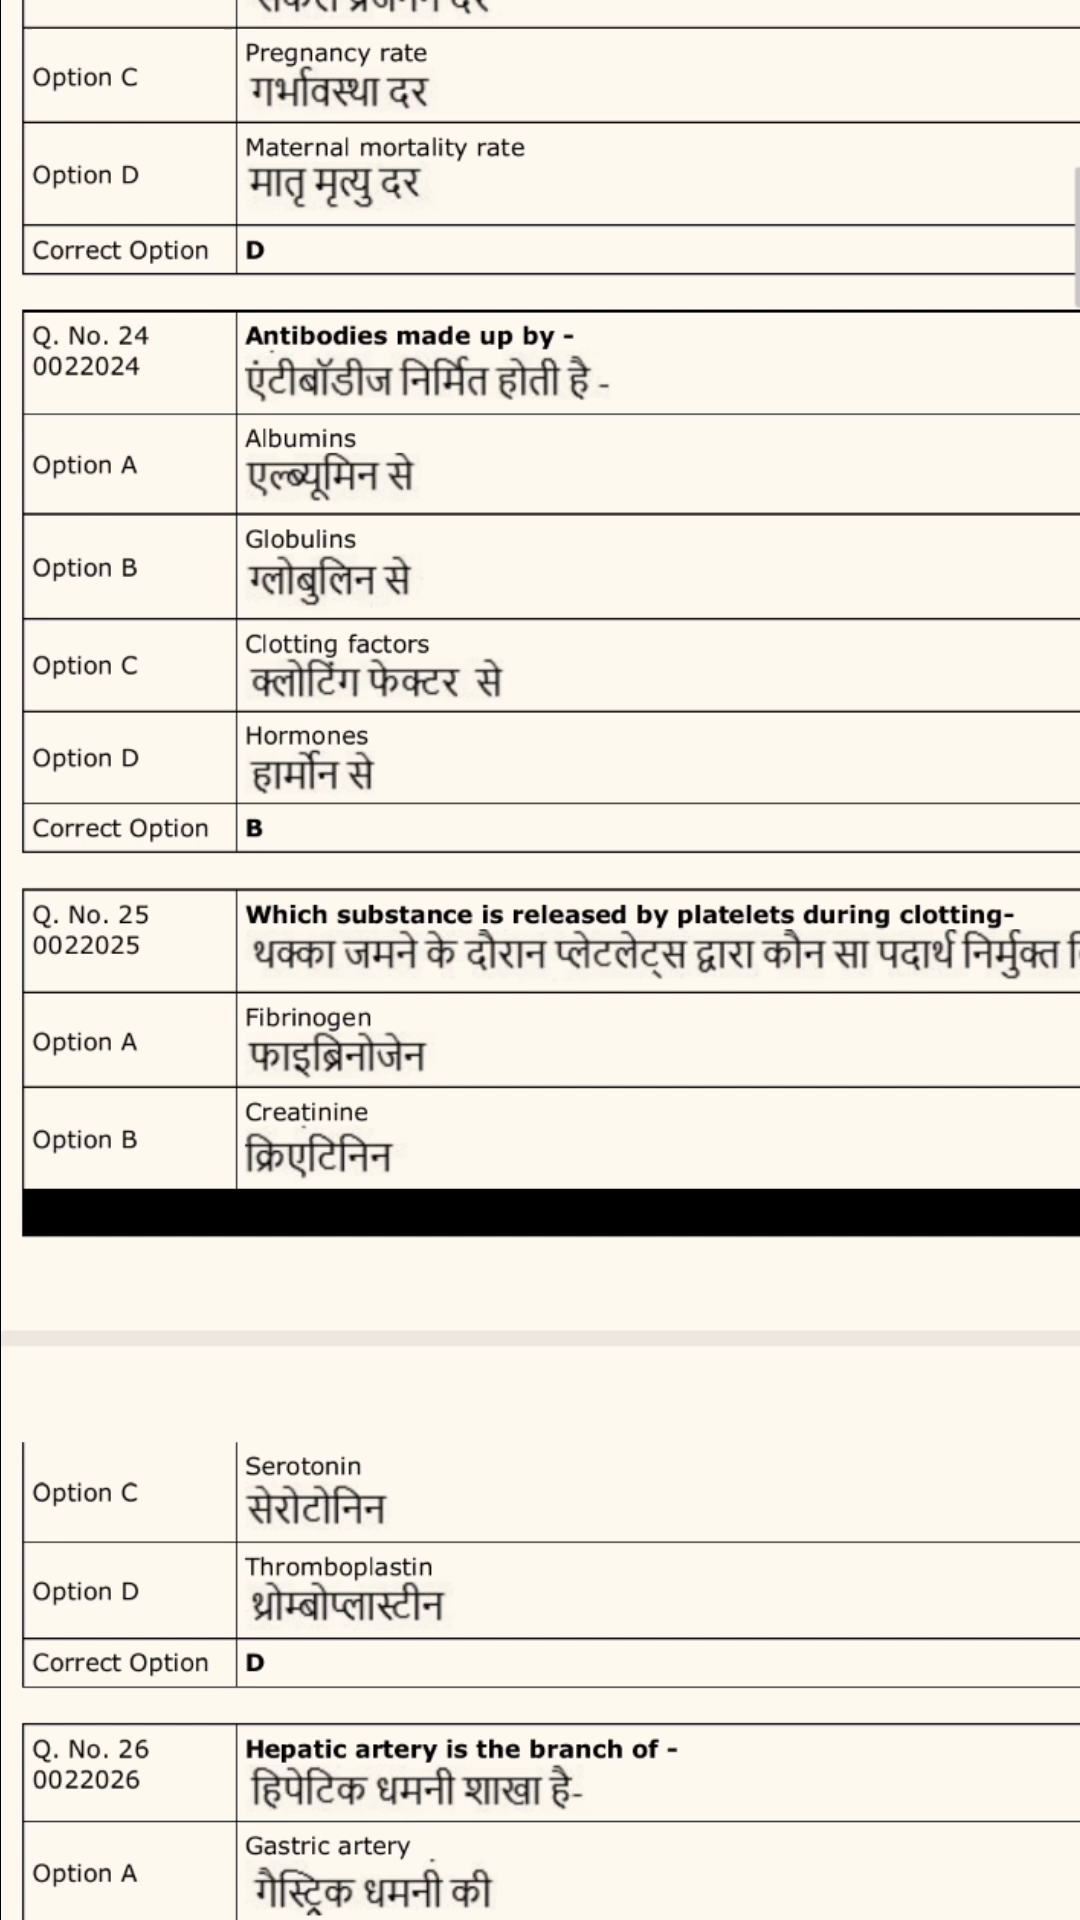 Option C
Pregnancy rate
गर्भावस्था दर
Option D
Maternal mortality rate
मातृ मृत्यु दर
Correct Option
D
Q. No. 24
0022024
Antibodies made up by -
एंटीबॉडीज निर्मित होती है -
Option A
Albumins
एल्ब्यूमिन से
Option B
Globulins
ग्लोबुलिन से
Option C
Clotting factors
क्लोटिंग फेक्टर से
Option D
Hormones
हार्मोन से
Correct Option
B
Q. No. 25
0022025
Which substance is released by platelets during clotting-
थक्का जमने के दौरान प्लेटलेट्स द्वारा कौन सा पदार्थ निर्मुक्त
Option A
Fibrinogen
फाइब्रिनोजेन
Option B
Creatinine
क्रिएटिनिन
Option C
Serotonin
सेरोटोनिन
Option D
Thromboplastin
थ्रोम्बोप्लास्टीन
Correct Option
D
Q. No. 26
0022026
Hepatic artery is the branch of -
हिपेटिक धमनी शाखा है-
Option A
Gastric artery
गैस्ट्रिक धमनी की